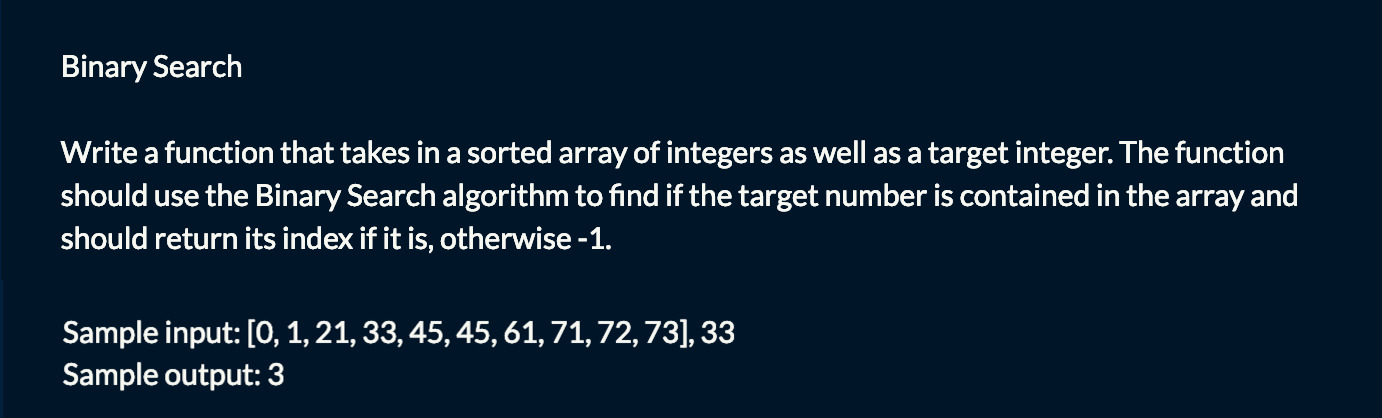 Binary Search
Write a function that takes in a sorted array of integers as well as a target integer. The function
should use the Binary Search algorithm to find if the target number is contained in the array and
should return its index if it is, otherwise -1.
Sample input: [0, 1, 21, 33, 45, 45, 61, 71, 72, 73], 33
Sample output: 3